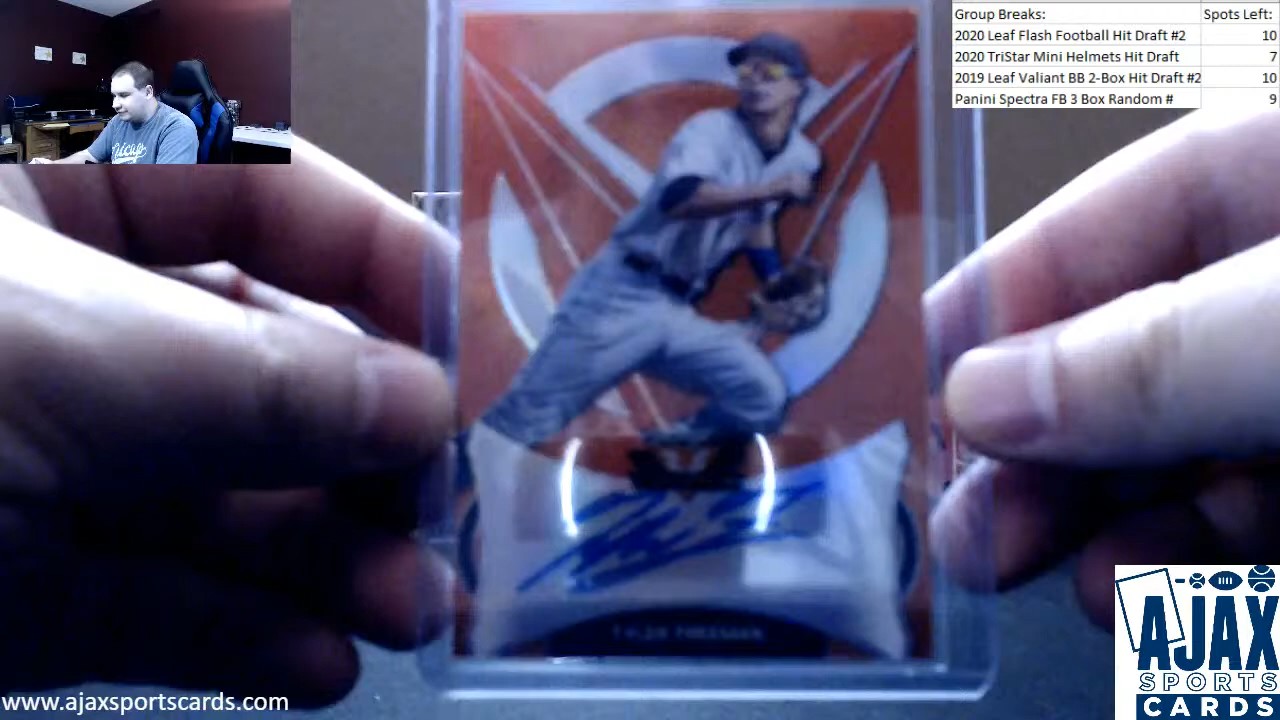 Group Breaks: Spots Left:
2020 Leaf Flash Football Hit Draft #2 10
2020 TriStar Mini Helmets Hit Draft 7
2019 Leaf Valiant BB 2-Box Hit Draft #2 10
Panini Spectra FB 3 Box Random # 9
Chicago
www.ajaxsportscards.com
AJAX
SPORTS
CARDS